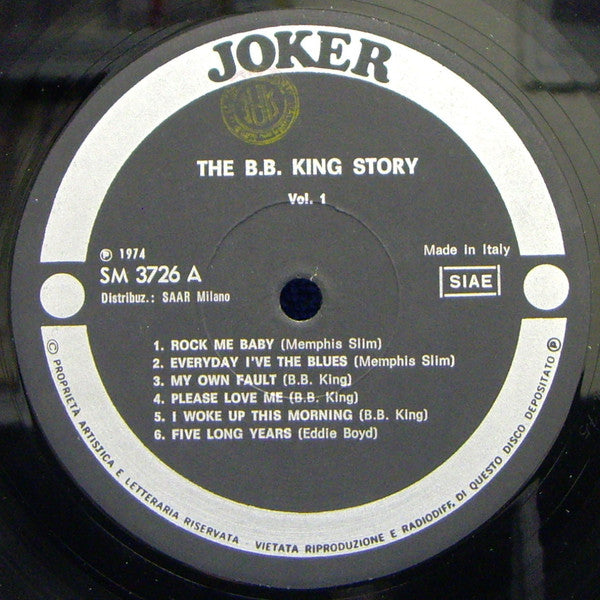 JOKER
THE B.B. KING STORY
Vol. 1
℗ 1974
SM 3726 A
Distribuz.: SAAR Milano
Made in Italy
SIAE
1. ROCK ME BABY (Memphis Slim)
2. EVERYDAY I'VE THE BLUES (Memphis Slim)
3. MY OWN FAULT (B.B. King)
4. PLEASE LOVE ME (B.B. King)
5. I WOKE UP THIS MORNING (B.B. King)
6. FIVE LONG YEARS (Eddie Boyd)
© PROPRIETÀ ARTISTICA E LETTERARIA RISERVATA - VIETATA RIPRODUZIONE E RADIODIFF. DI QUESTO DISCO DEPOSITATO ℗